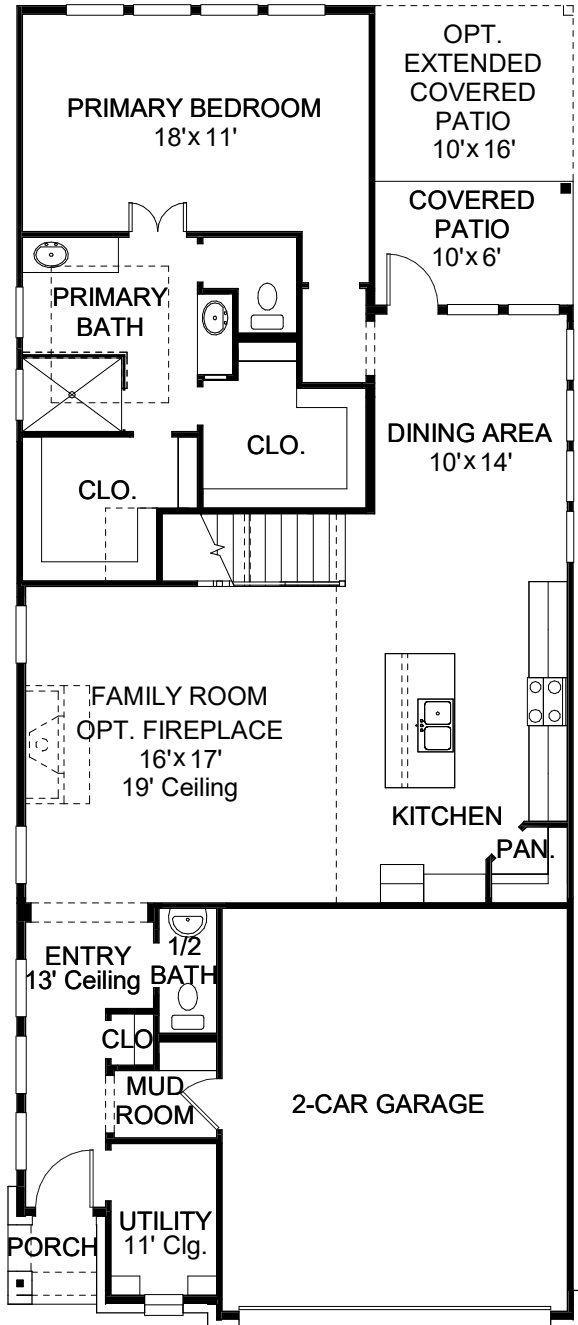 OPT.
EXTENDED
COVERED
PATIO
10'x 16'
PRIMARY BEDROOM
18'x 11'
COVERED
PATIO
10'x 6'
PRIMARY
BATH
DINING AREA
10'x 14'
CLO.
CLO.
FAMILY ROOM
OPT. FIREPLACE
16'x 17'
19' Ceiling
KITCHEN
PAN.
ENTRY
13' Ceiling
1/2
BATH
CLO
MUD
ROOM
2-CAR GARAGE
UTILITY
11' Clg.
PORCH